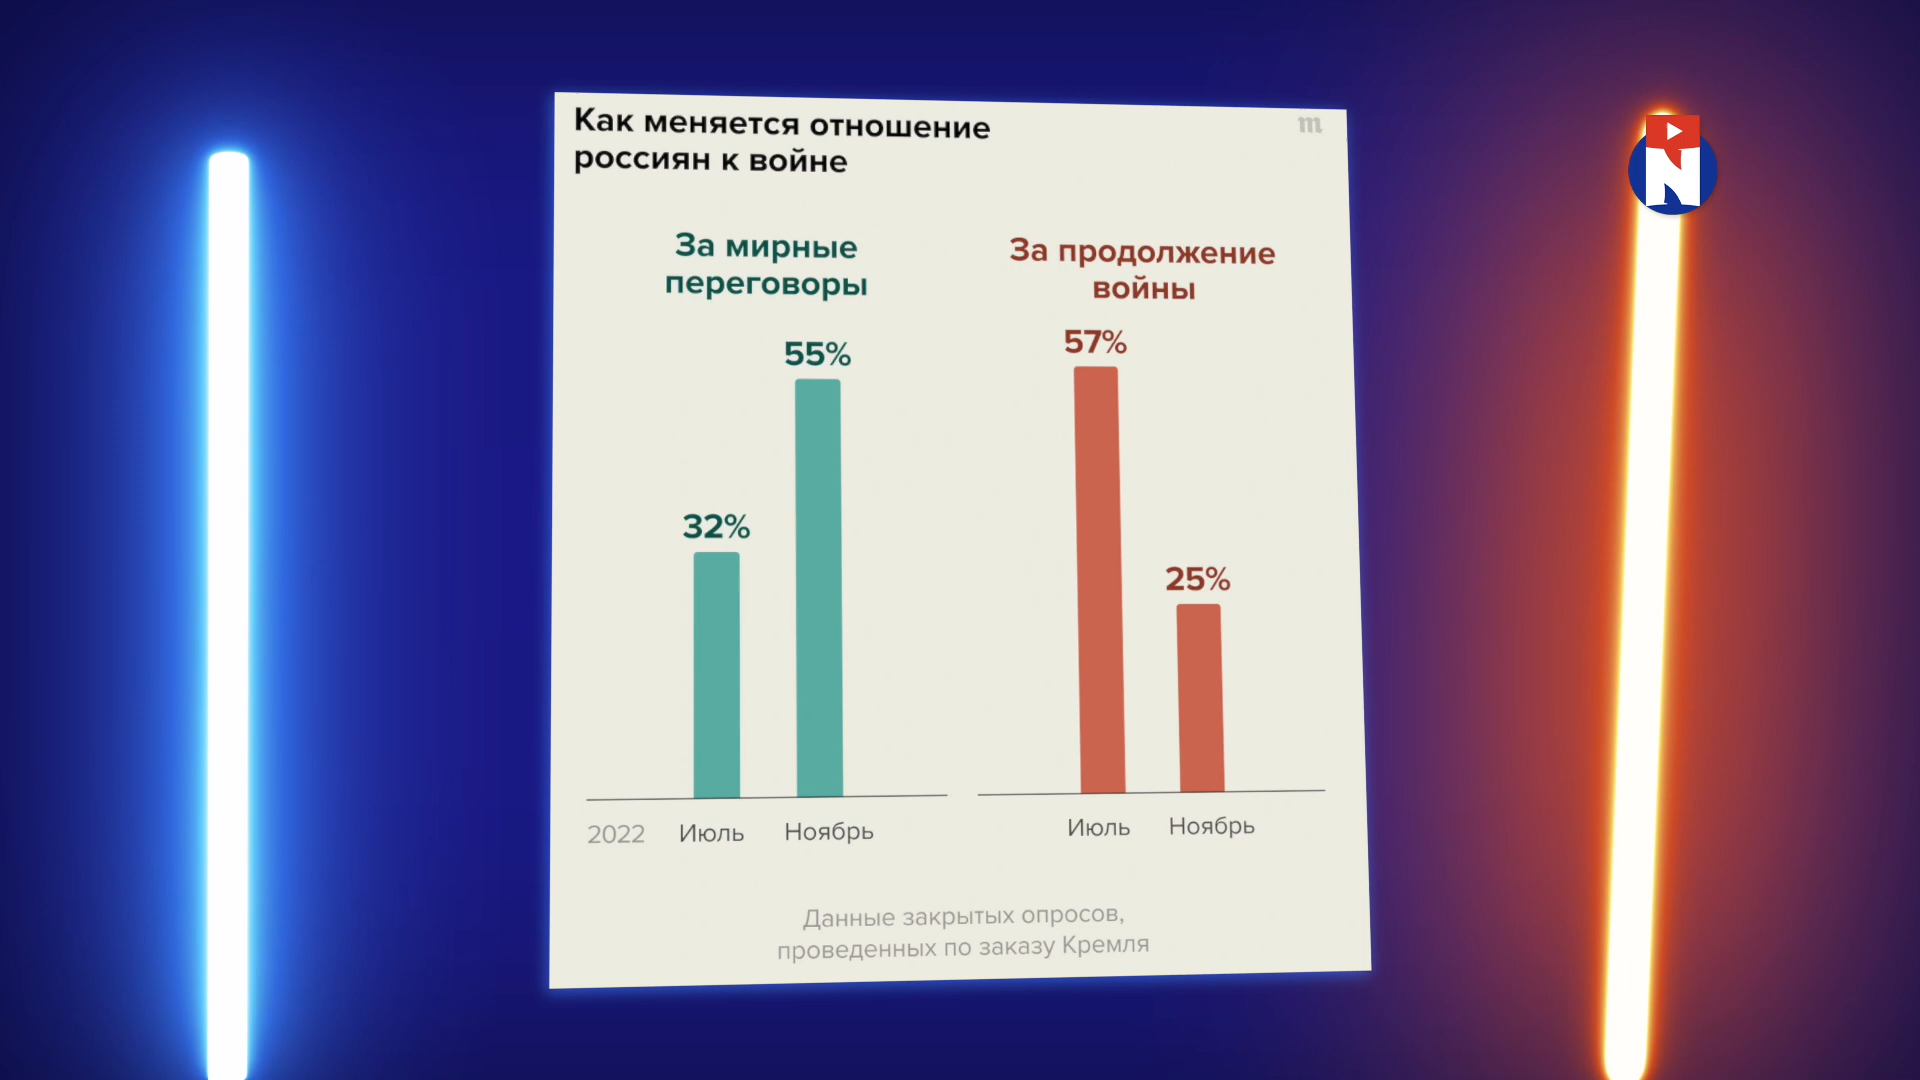 Как меняется отношение
россиян к войне
m
N
За мирные
переговоры
За продолжение
войны
32%
55%
57%
25%
2022 Июль Ноябрь
Июль Ноябрь
Данные закрытых опросов,
проведенных по заказу Кремля